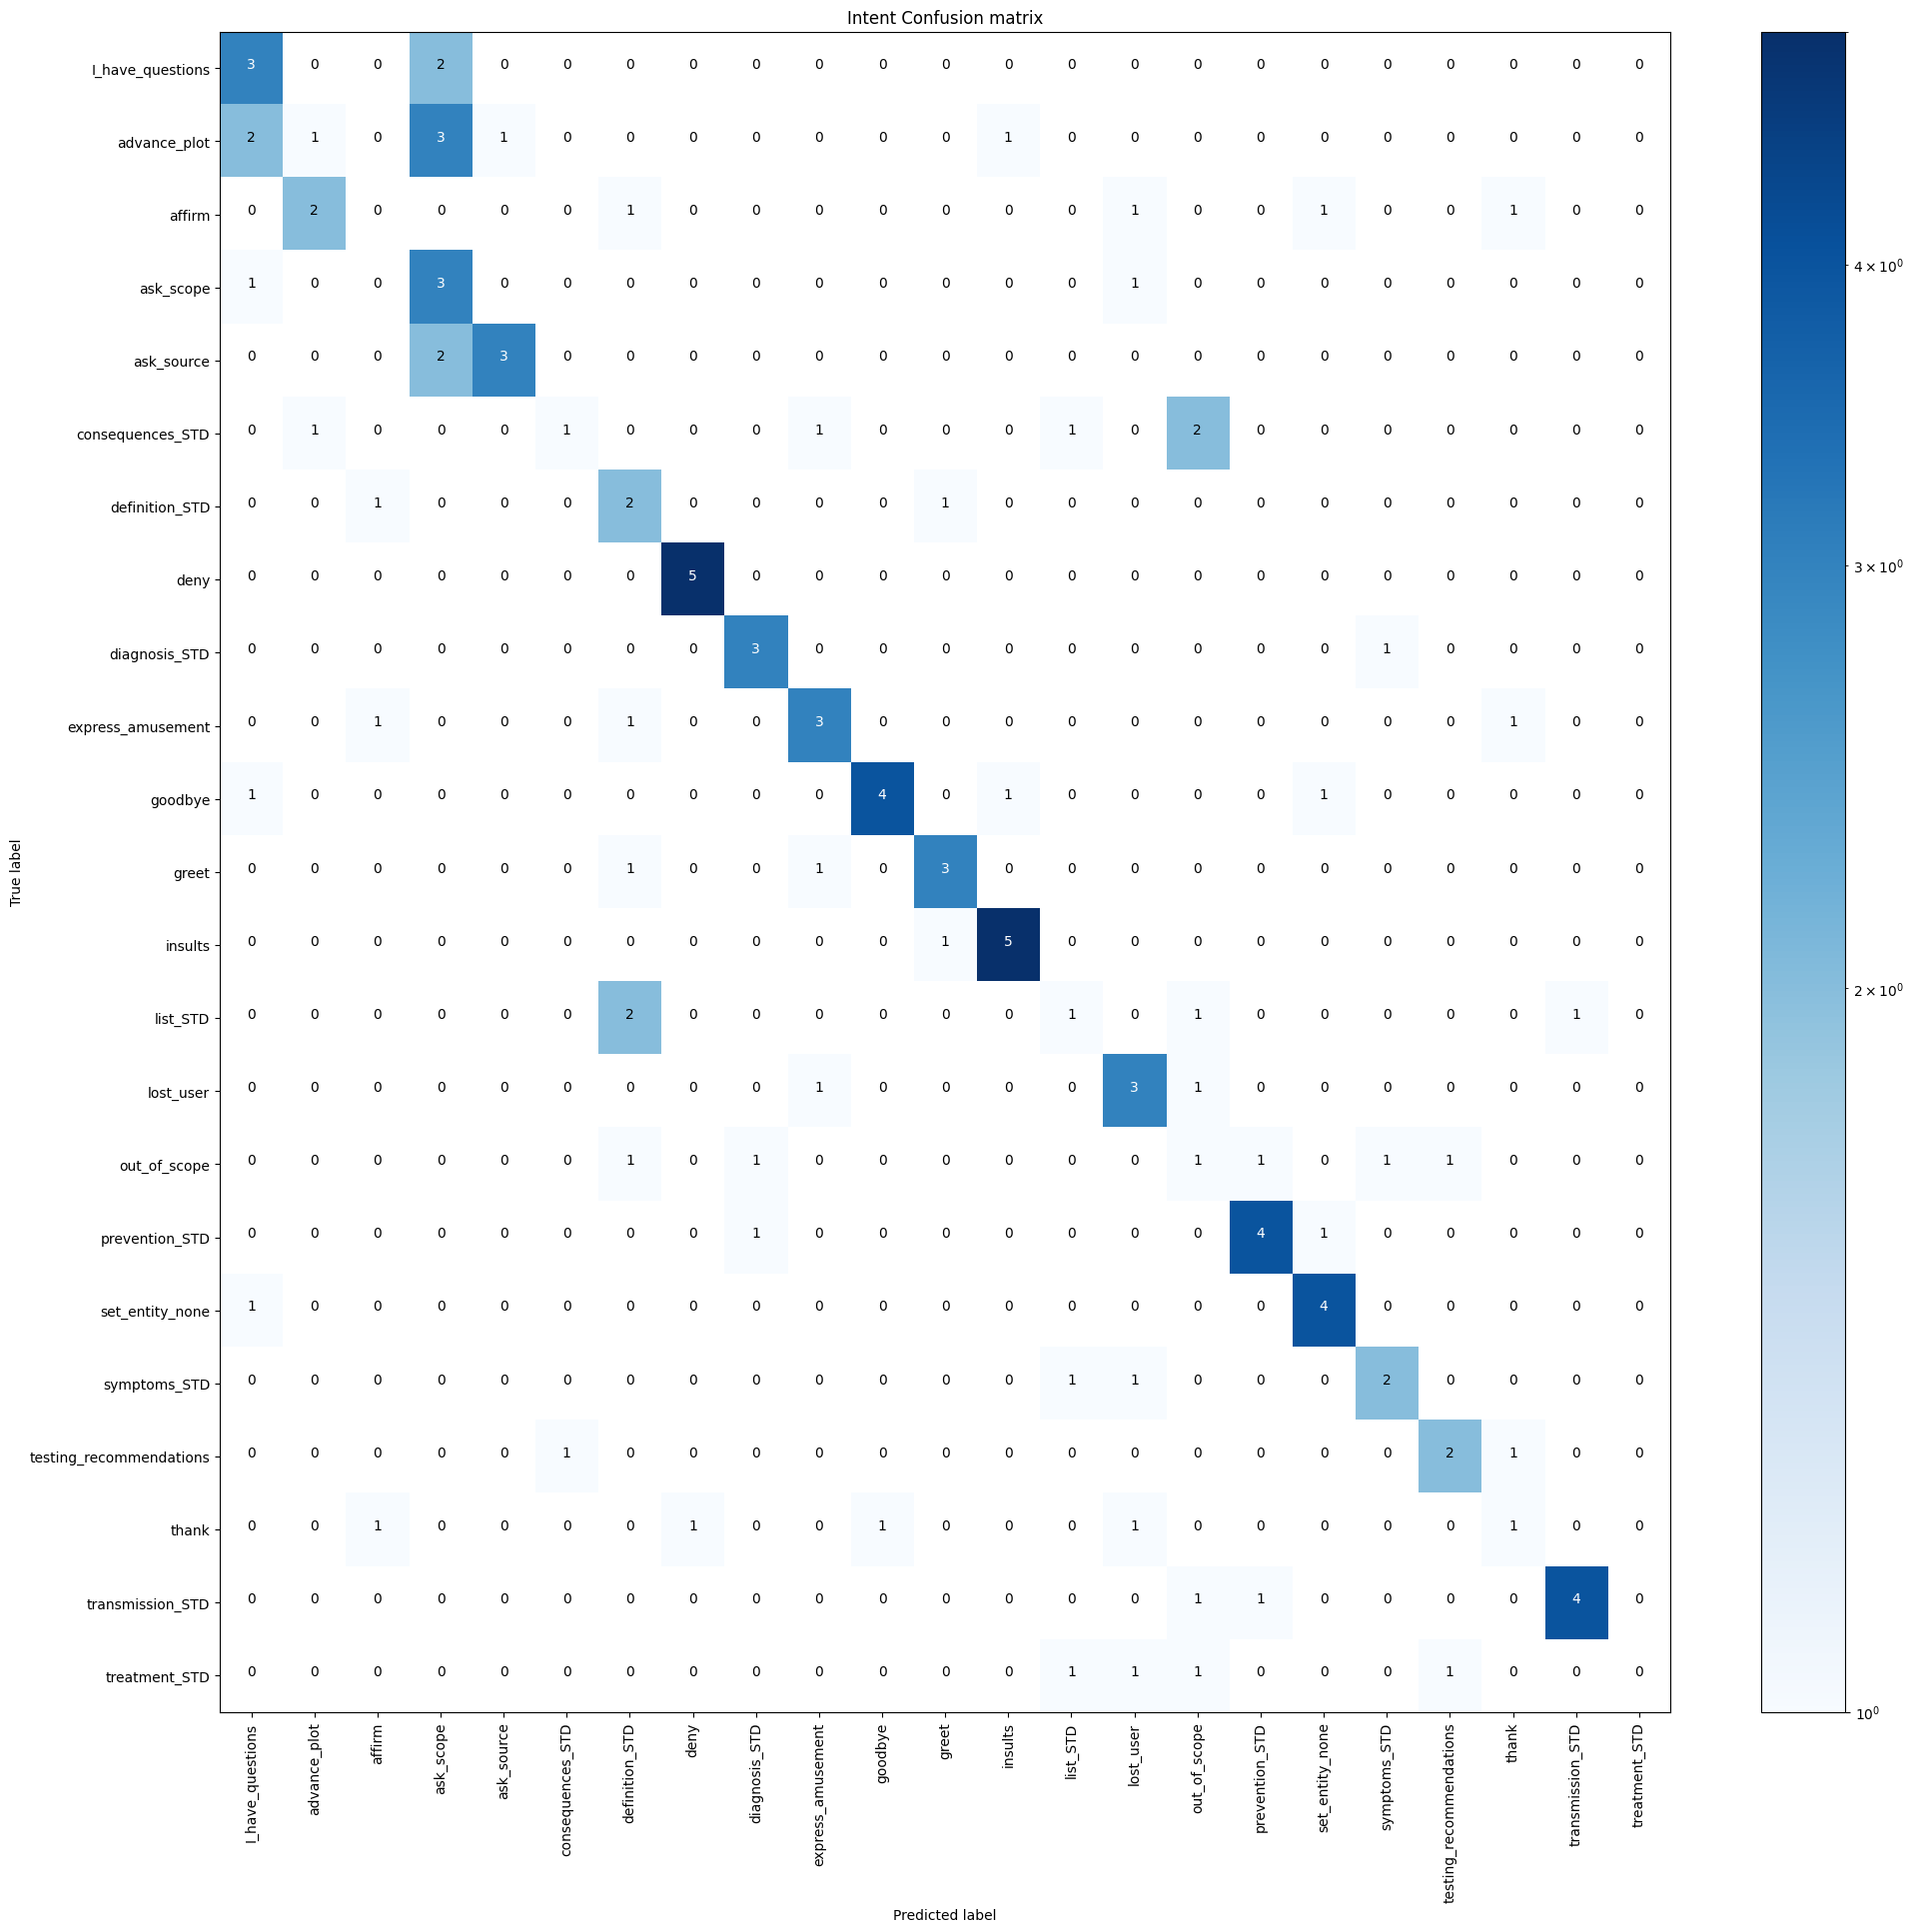 Intent Confusion matrix
I_have_questions 3 0 0 2 0 0 0 0 0 0 0 0 0 0 0 0 0 0 0 0 0 0 0
advance_plot 2 1 0 3 1 0 0 0 0 0 0 0 1 0 0 0 0 0 0 0 0 0 0
affirm 0 2 0 0 0 0 1 0 0 0 0 0 0 0 1 0 0 1 0 0 1 0 0
ask_scope 1 0 0 3 0 0 0 0 0 0 0 0 0 0 1 0 0 0 0 0 0 0 0
4×10⁰
ask_source 0 0 0 2 3 0 0 0 0 0 0 0 0 0 0 0 0 0 0 0 0 0 0
consequences_STD 0 1 0 0 0 1 0 0 0 1 0 0 0 1 0 2 0 0 0 0 0 0 0
definition_STD 0 0 1 0 0 0 2 0 0 0 0 1 0 0 0 0 0 0 0 0 0 0 0
3×10⁰
deny 0 0 0 0 0 0 0 5 0 0 0 0 0 0 0 0 0 0 0 0 0 0 0
diagnosis_STD 0 0 0 0 0 0 0 0 3 0 0 0 0 0 0 0 0 0 1 0 0 0 0
express_amusement 0 0 1 0 0 0 1 0 0 3 0 0 0 0 0 0 0 0 0 0 1 0 0
goodbye 1 0 0 0 0 0 0 0 0 0 4 0 1 0 0 0 0 1 0 0 0 0 0
True label
greet 0 0 0 0 0 0 1 0 0 1 0 3 0 0 0 0 0 0 0 0 0 0 0
insults 0 0 0 0 0 0 0 0 0 0 0 1 5 0 0 0 0 0 0 0 0 0 0
2×10⁰
list_STD 0 0 0 0 0 0 2 0 0 0 0 0 0 1 0 1 0 0 0 0 0 1 0
lost_user 0 0 0 0 0 0 0 0 0 1 0 0 0 0 3 1 0 0 0 0 0 0 0
out_of_scope 0 0 0 0 0 0 1 0 1 0 0 0 0 0 0 1 1 0 1 1 0 0 0
prevention_STD 0 0 0 0 0 0 0 0 1 0 0 0 0 0 0 0 4 1 0 0 0 0 0
set_entity_none 1 0 0 0 0 0 0 0 0 0 0 0 0 0 0 0 0 4 0 0 0 0 0
symptoms_STD 0 0 0 0 0 0 0 0 0 0 0 0 0 1 1 0 0 0 2 0 0 0 0
testing_recommendations 0 0 0 0 0 1 0 0 0 0 0 0 0 0 0 0 0 0 0 2 1 0 0
thank 0 0 1 0 0 0 0 1 0 0 1 0 0 0 1 0 0 0 0 0 1 0 0
transmission_STD 0 0 0 0 0 0 0 0 0 0 0 0 0 0 0 1 1 0 0 0 0 4 0
treatment_STD 0 0 0 0 0 0 0 0 0 0 0 0 0 1 1 1 0 0 0 1 0 0 0
10⁰
I_have_questions
advance_plot
affirm
ask_scope
ask_source
consequences_STD
definition_STD
deny
diagnosis_STD
express_amusement
goodbye
greet
insults
list_STD
lost_user
out_of_scope
prevention_STD
set_entity_none
symptoms_STD
testing_recommendations
thank
transmission_STD
treatment_STD
Predicted label